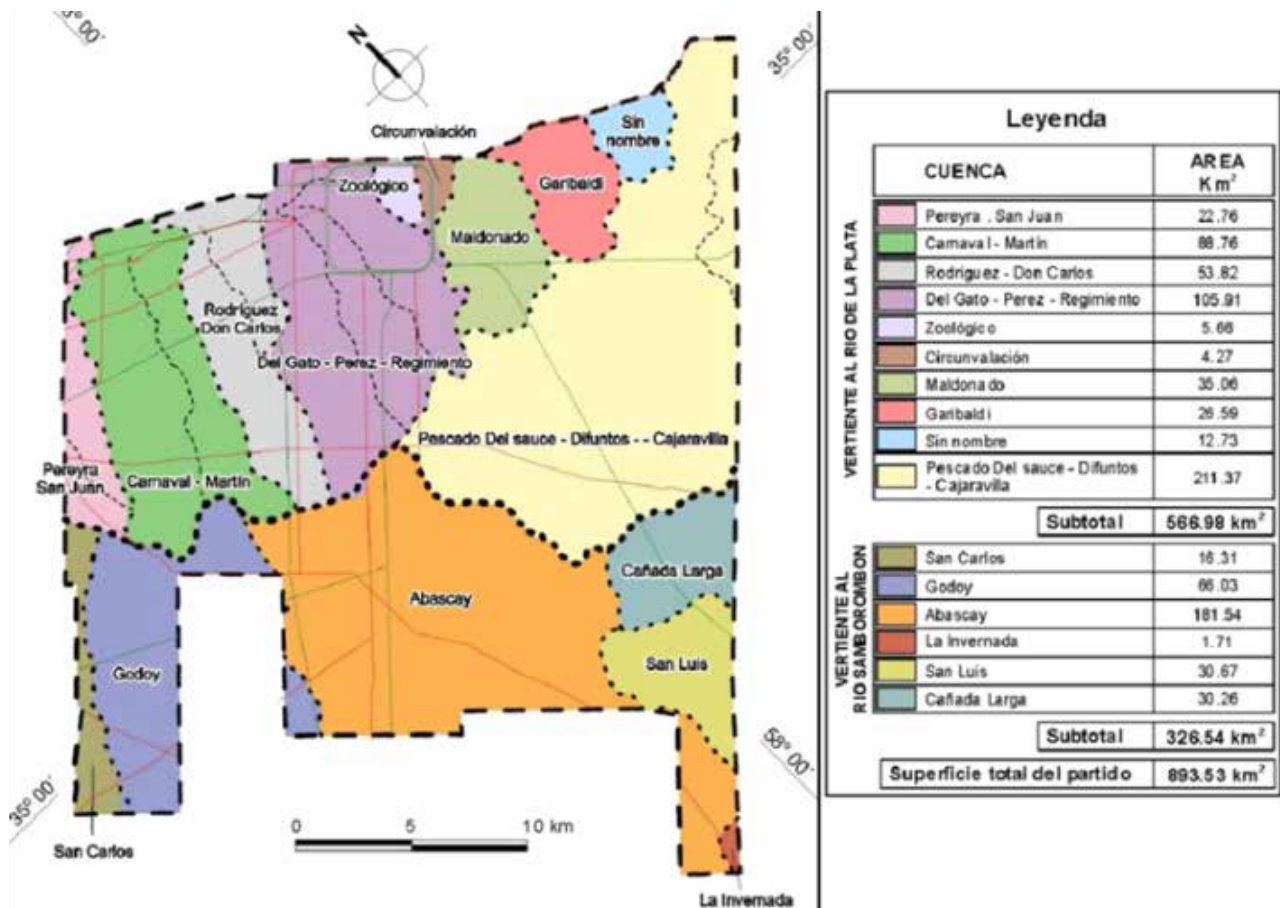 35° 00´
N
Circunvalación
Sin
nombre
Zoológico
Garibaldi
Maldonado
Rodríguez
Don Carlos
Del Gato - Perez - Regimiento
Pescado Del sauce - Difuntos - - Cajaravilla
Pereyra
San Juan
Carnaval - Martín
Cañada Larga
Abascay
San Luis
Godoy
58° 00´
35° 00´
0 5 10 km
San Carlos
La Invernada
Leyenda
CUENCA AREA
Km²
VERTIENTE AL RIO DE LA PLATA
Pereyra . San Juan 22.76
Carnaval - Martín 88.76
Rodríguez - Don Carlos 53.82
Del Gato - Perez - Regimiento 105.91
Zoológico 5.66
Circunvalación 4.27
Maldonado 35.06
Garibaldi 26.59
Sin nombre 12.73
Pescado Del sauce - Difuntos
- Cajaravilla 211.37
Subtotal 566.98 km²
VERTIENTE AL
RIO SAMBOROMBON
San Carlos 16.31
Godoy 66.03
Abascay 181.54
La Invernada 1.71
San Luis 30.67
Cañada Larga 30.26
Subtotal 326.54 km²
Superficie total del partido 893.53 km²